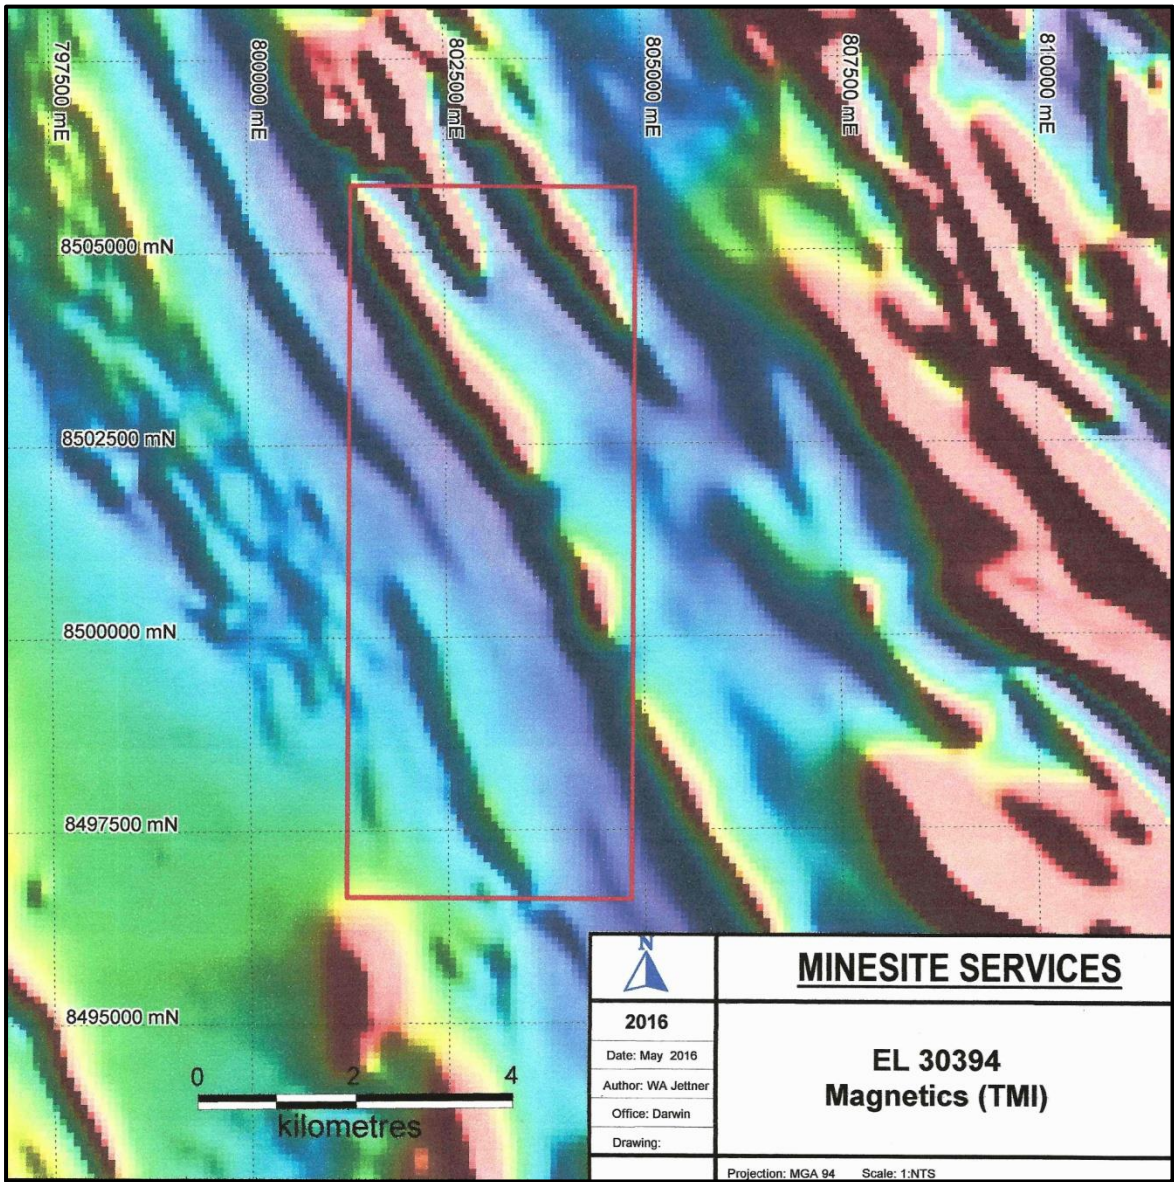 797500 mE
800000 mE
802500 mE
805000 mE
807500 mE
810000 mE
8505000 mN
8502500 mN
8500000 mN
8497500 mN
8495000 mN
0 2 4
kilometres
N
MINESITE SERVICES
2016
Date: May 2016
Author: WA Jettner
Office: Darwin
Drawing:
EL 30394
Magnetics (TMI)
Projection: MGA 94 Scale: 1:NTS